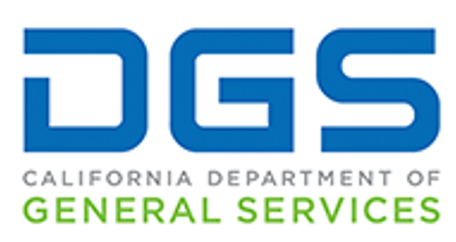 DGS
CALIFORNIA DEPARTMENT OF
GENERAL SERVICES